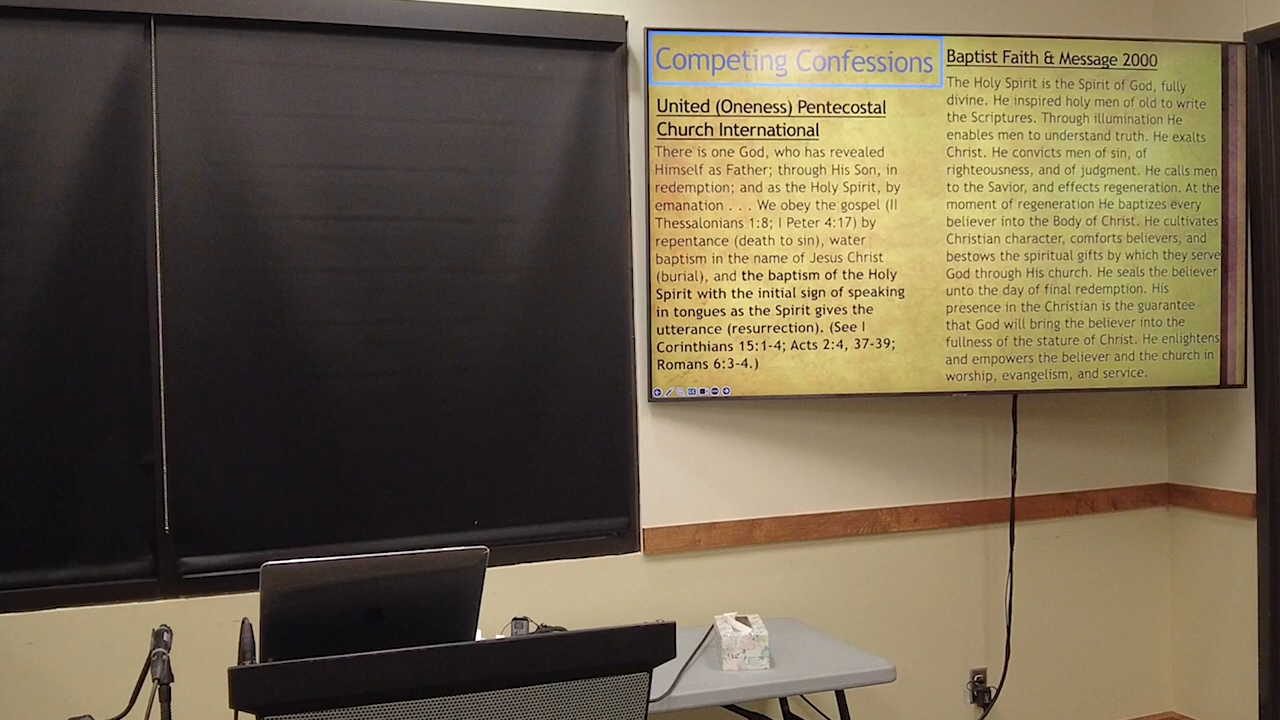 Competing Confessions
United (Oneness) Pentecostal
Church International
There is one God, who has revealed
Himself as Father; through His Son, in
redemption; and as the Holy Spirit, by
emanation . . . We obey the gospel (II
Thessalonians 1:8; I Peter 4:17) by
repentance (death to sin), water
baptism in the name of Jesus Christ
(burial), and the baptism of the Holy
Spirit with the initial sign of speaking
in tongues as the Spirit gives the
utterance (resurrection). (See I
Corinthians 15:1-4; Acts 2:4, 37-39;
Romans 6:3-4.)
Baptist Faith & Message 2000
The Holy Spirit is the Spirit of God, fully
divine. He inspired holy men of old to write
the Scriptures. Through illumination He
enables men to understand truth. He exalts
Christ. He convicts men of sin, of
righteousness, and of judgment. He calls men
to the Savior, and effects regeneration. At the
moment of regeneration He baptizes every
believer into the Body of Christ. He cultivates
Christian character, comforts believers, and
bestows the spiritual gifts by which they serve
God through His church. He seals the believer
unto the day of final redemption. His
presence in the Christian is the guarantee
that God will bring the believer into the
fullness of the stature of Christ. He enlightens
and empowers the believer and the church in
worship, evangelism, and service.